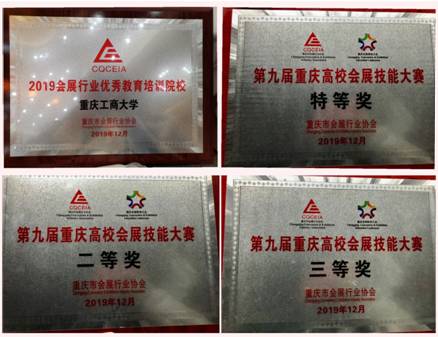 CQCEIA
2019会展行业优秀教育培训院校
重庆工商大学
重庆市会展行业协会
2019年12月
CQCEIA
第九届重庆高校会展技能大赛
特等奖
重庆市会展行业协会
2019年12月
CQCEIA
第九届重庆高校会展技能大赛
二等奖
重庆市会展行业协会
2019年12月
CQCEIA
第九届重庆高校会展技能大赛
三等奖
重庆市会展行业协会
2019年12月